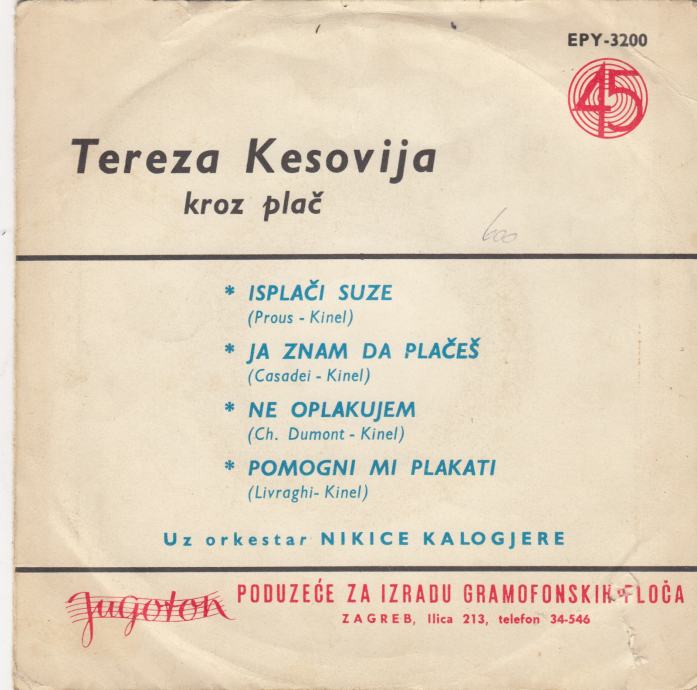 EPY-3200
45
Tereza Kesovija
kroz plač
600
* ISPLAČI SUZE
(Prous - Kinel)
* JA ZNAM DA PLAČEŠ
(Casadei - Kinel)
* NE OPLAKUJEM
(Ch. Dumont - Kinel)
* POMOGNI MI PLAKATI
(Livraghi- Kinel)
Uz orkestar NIKICE KALOGJERE
Jugoton PODUZEĆE ZA IZRADU GRAMOFONSKIH PLOČA
ZAGREB, Ilica 213, telefon 34-546